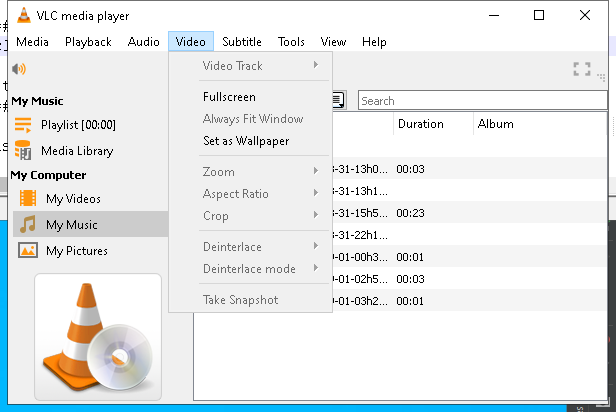 VLC media player
Media Playback Audio Video Subtitle Tools View Help
Video Track
Fullscreen
Always Fit Window
Set as Wallpaper
Zoom
Aspect Ratio
Crop
Deinterlace
Deinterlace mode
Take Snapshot
My Music
Playlist [00:00]
Media Library
My Computer
My Videos
My Music
My Pictures
Search
Duration Album
-31-13h0... 00:03
-31-13h1...
-31-15h5... 00:23
-31-22h1...
-01-00h3... 00:01
-01-02h5... 00:03
-01-03h2... 00:01